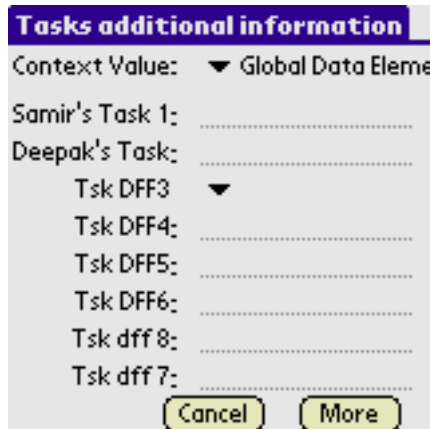 Tasks additional information
Context Value: Global Data Eleme
Samir's Task 1:
Deepak's Task:
Tsk DFF3
Tsk DFF4:
Tsk DFF5:
Tsk DFF6:
Tsk dff 8:
Tsk dff 7:
Cancel More